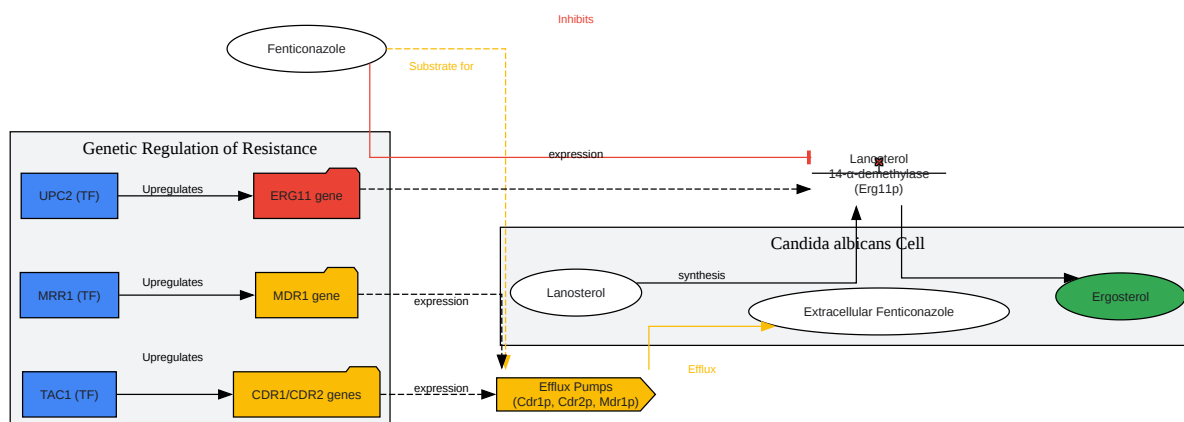 Inhibits
Fenticonazole
Substrate for
Genetic Regulation of Resistance
expression
Lanosterol
14-α-demethylase
(Erg11p)
UPC2 (TF)
Upregulates
ERG11 gene
Candida albicans Cell
MRR1 (TF)
Upregulates
MDR1 gene
expression
Lanosterol
synthesis
Extracellular Fenticonazole
Ergosterol
TAC1 (TF)
Upregulates
CDR1/CDR2 genes
expression
Efflux Pumps
(Cdr1p, Cdr2p, Mdr1p)
Efflux